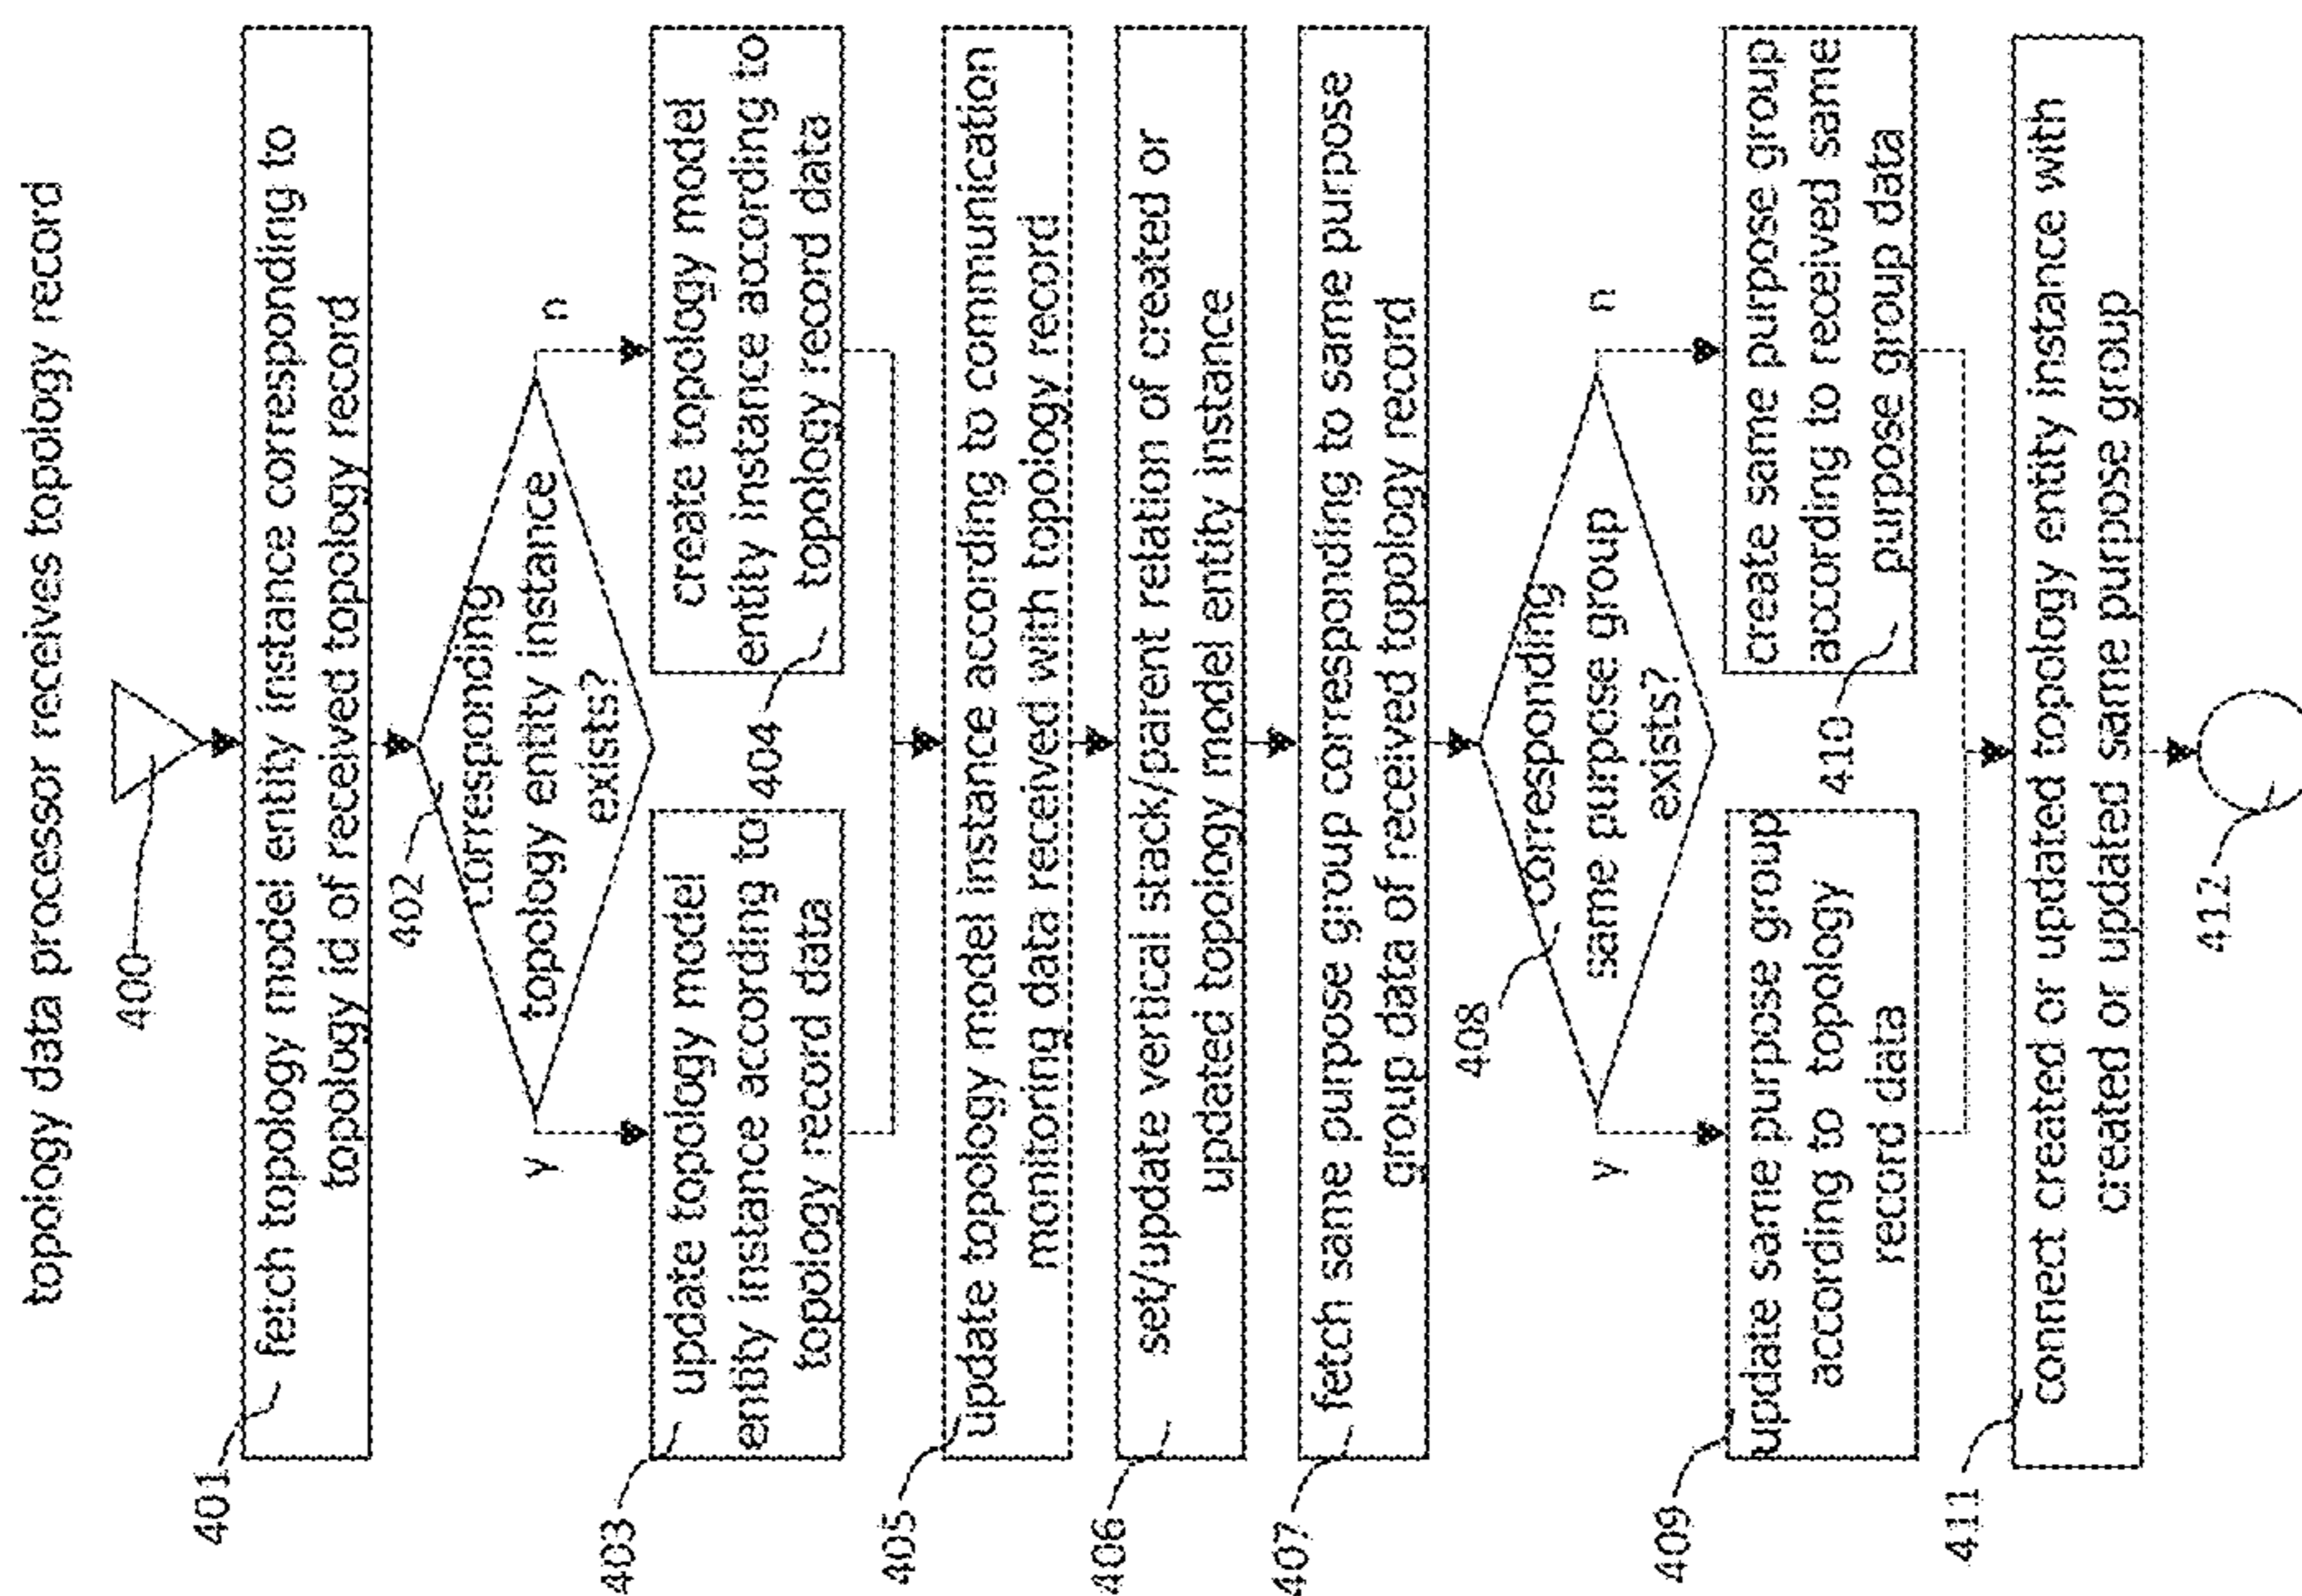 topology data processor receives topology record
400
401
fetch topology model entity instance corresponding to
topology id of received topology record
402
corresponding
topology entity instance
exists?
y
n
403
update topology model
entity instance according to
topology record data
404
create topology model
entity instance according to
topology record data
405
update topology model instance according to communication
monitoring data received with topology record
406
set/update vertical stack/parent relation of created or
updated topology model entity instance
407
fetch same purpose group corresponding to same purpose
group data of received topology record
408
corresponding
same purpose group
exists?
y
n
409
update same purpose group
according to topology
record data
410
create same purpose group
according to received same
purpose group data
411
connect created or updated topology entity instance with
created or updated same purpose group
412